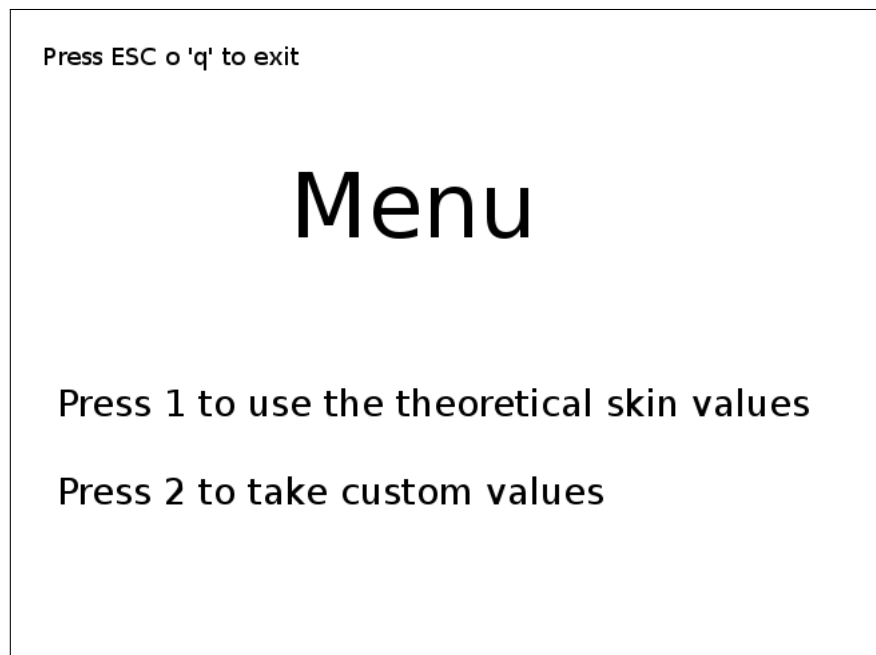 Press ESC o 'q' to exit
Menu
Press 1 to use the theoretical skin values
Press 2 to take custom values